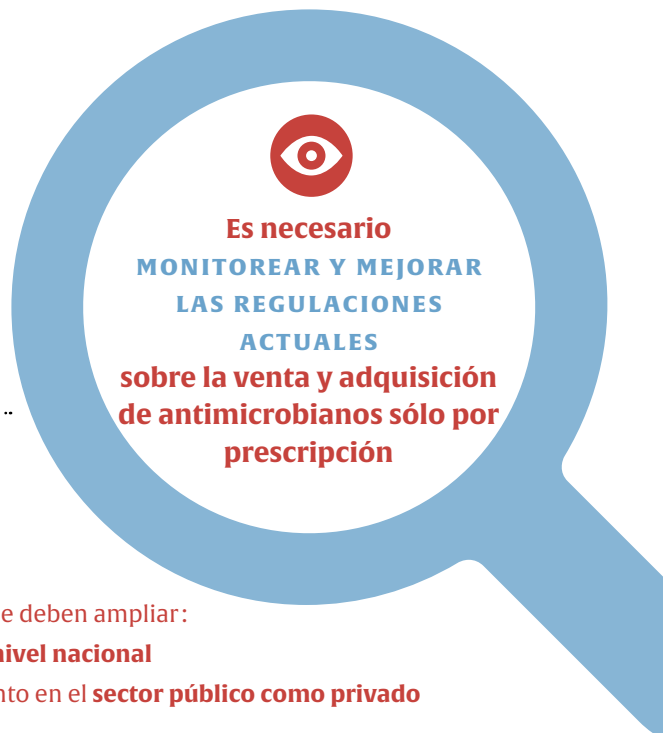 Es necesario
MONITOREAR Y MEJORAR
LAS REGULACIONES
ACTUALES
sobre la venta y adquisición
de antimicrobianos sólo por
prescripción
e deben ampliar:
nivel nacional
nto en el sector público como privado